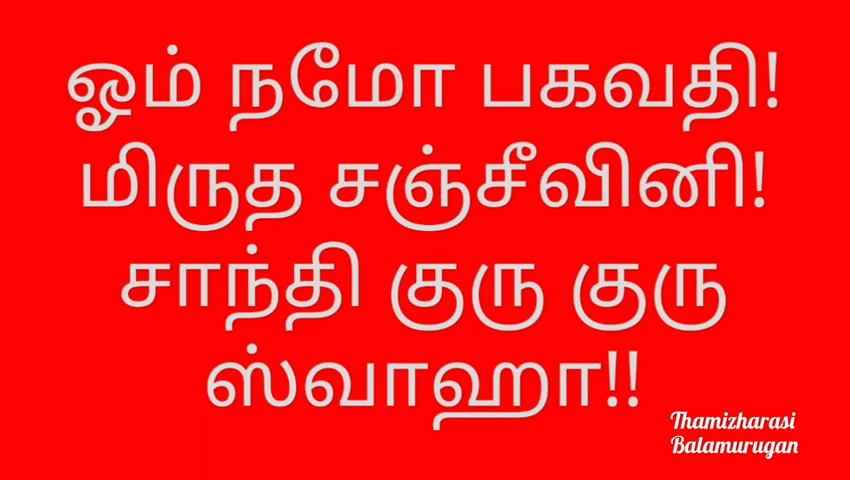 ஓம் நமோ பகவதி!
மிருத சஞ்சீவினி!
சாந்தி குரு குரு
ஸ்வாஹா!!
Thamizharasi
Balamurugan